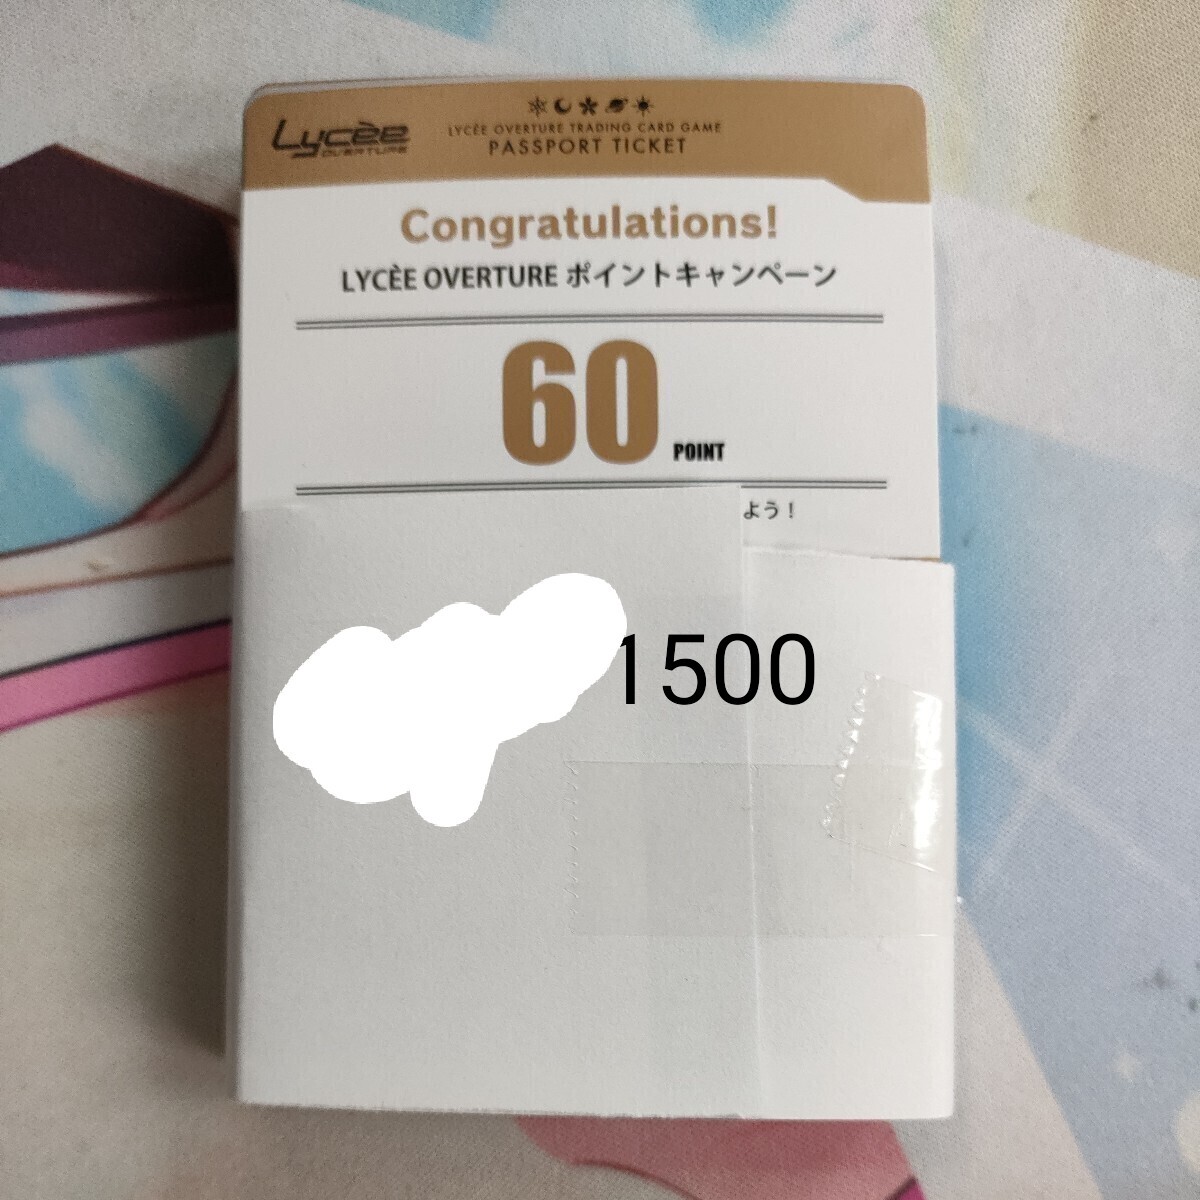 Lycèe
OVERTURE
LYCÈE OVERTURE TRADING CARD GAME
PASSPORT TICKET
Congratulations!
LYCÈE OVERTURE ポイントキャンペーン
60
POINT
よう！
1500